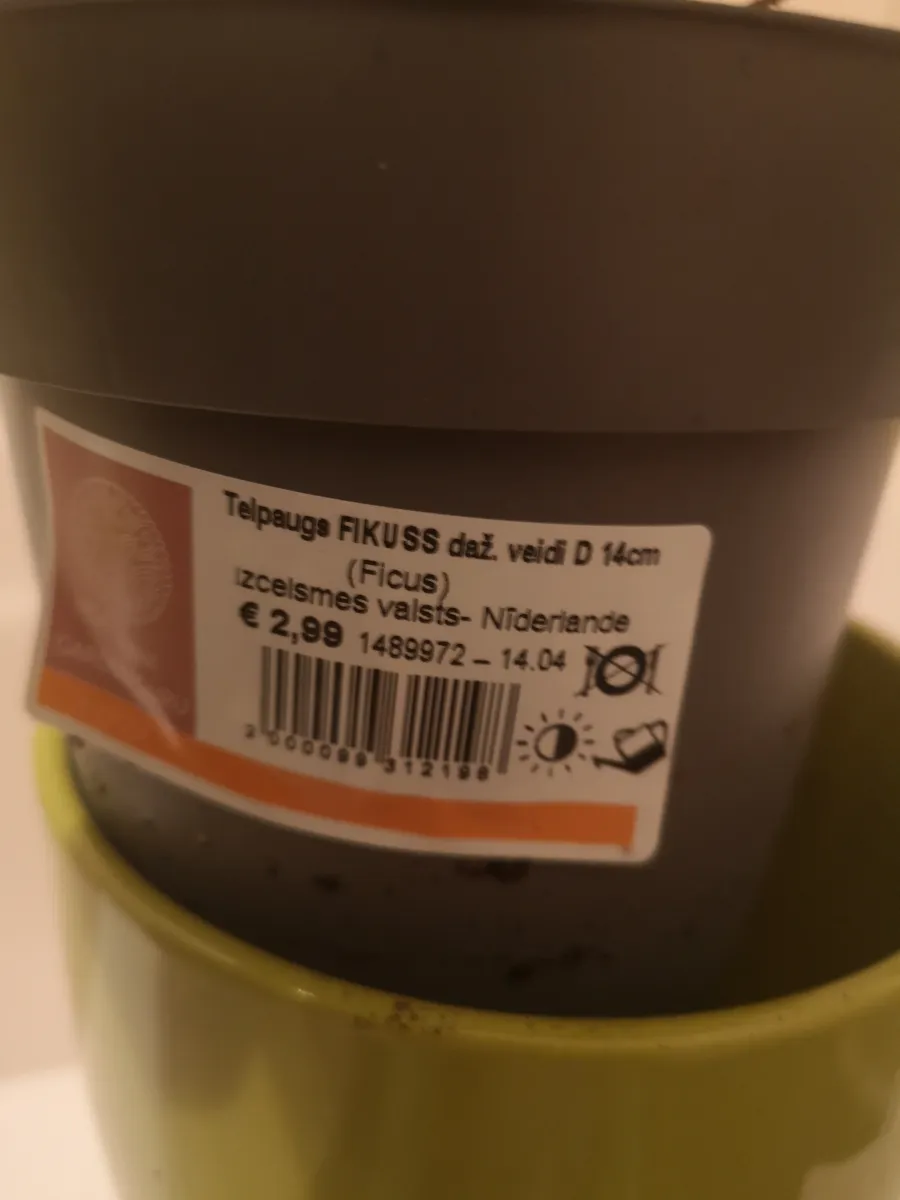 Telpaugs FIKUSS daž. veidi D 14cm
(Ficus)
Izcelsmes valsts- Nīderlande
€ 2,99 1489972 – 14.04
2 000099 312198